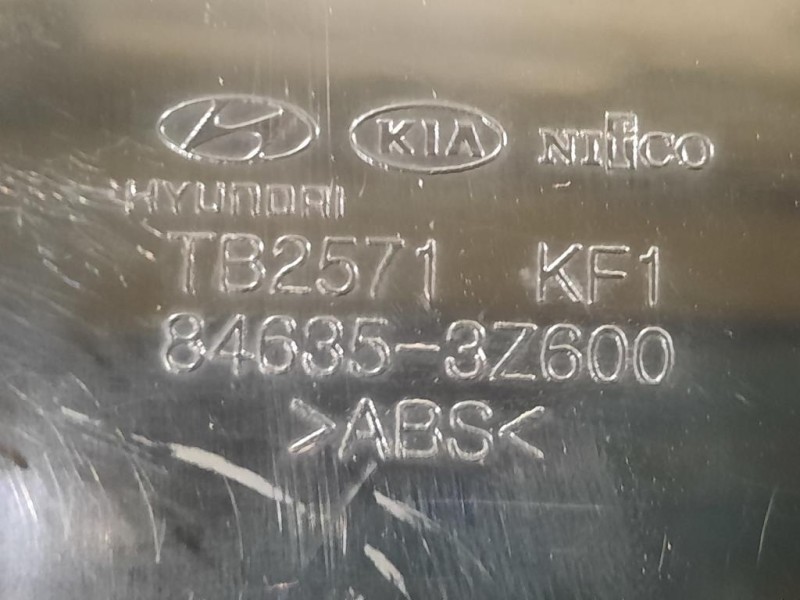 KIA NIFCO
HYUNDAI
TB2571 KF1
84635-3Z600
>ABS<